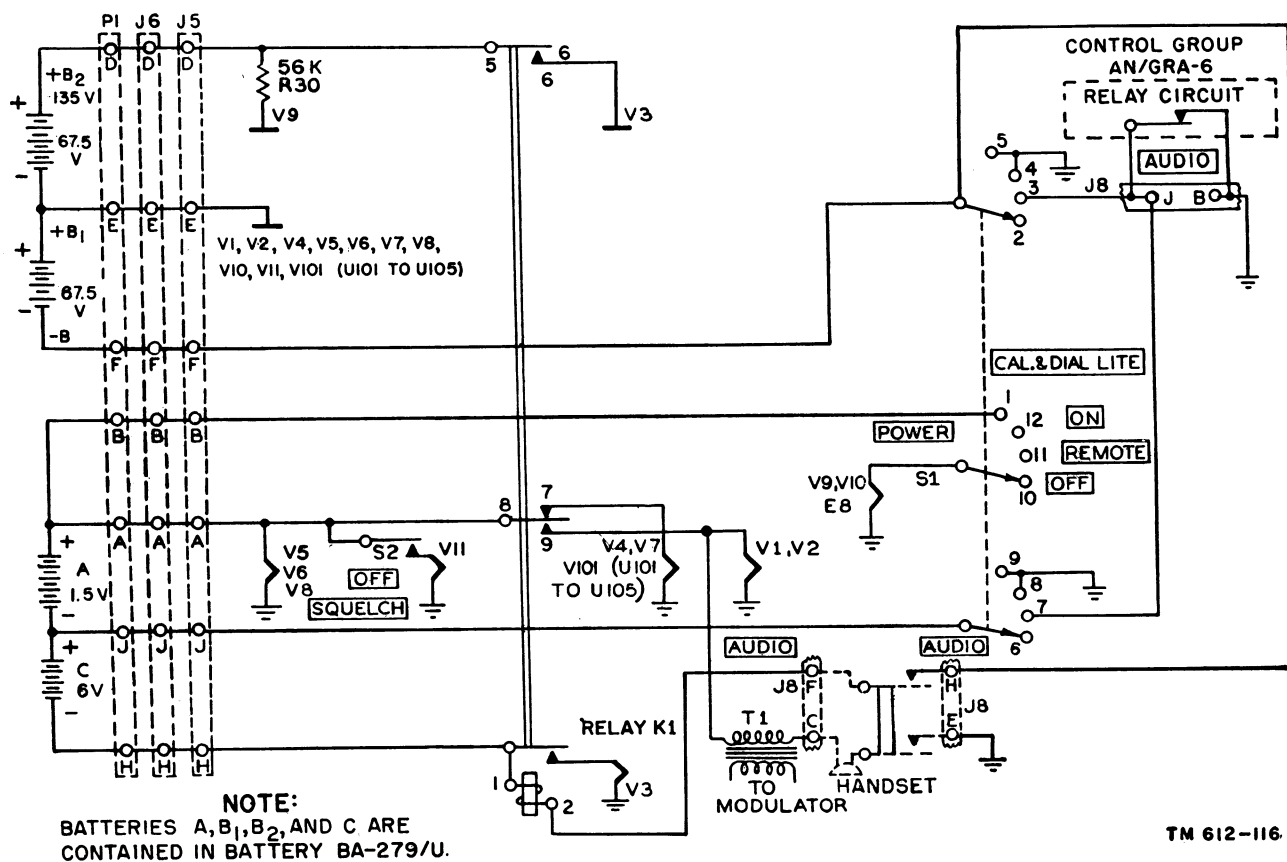 P1 J6 J5
D D D
+B2
135 V
+
67.5
V
-
56 K
R30
V9
5
6
6
V3
CONTROL GROUP
AN/GRA-6
RELAY CIRCUIT
AUDIO
5
4
3
2
J8
J
B
E E E
+B1
+
67.5
V
-
-B
V1, V2, V4, V5, V6, V7, V8,
V10, V11, V101 (U101 TO U105)
F F F
CAL.&DIAL LITE
B B B
1
12
ON
POWER
11
REMOTE
10
OFF
S1
V9,V10
E8
A A A
+
A
1.5V
-
V5
V6
V8
S2
OFF
SQUELCH
V11
8
7
9
V4,V7
V101 (U101
TO U105)
V1,V2
9
8
7
6
J J J
+
C
6V
-
H H H
AUDIO
AUDIO
J8
F
C
H
E
J8
T1
TO
MODULATOR
HANDSET
RELAY K1
1
2
V3
NOTE:
BATTERIES A,B1,B2,AND C ARE
CONTAINED IN BATTERY BA-279/U.
TM 612-116